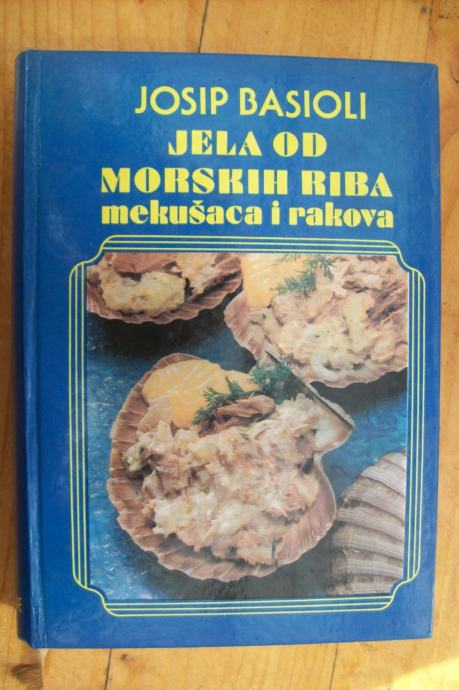 JOSIP BASIOLI
JELA OD
MORSKIH RIBA
mekušaca i rakova